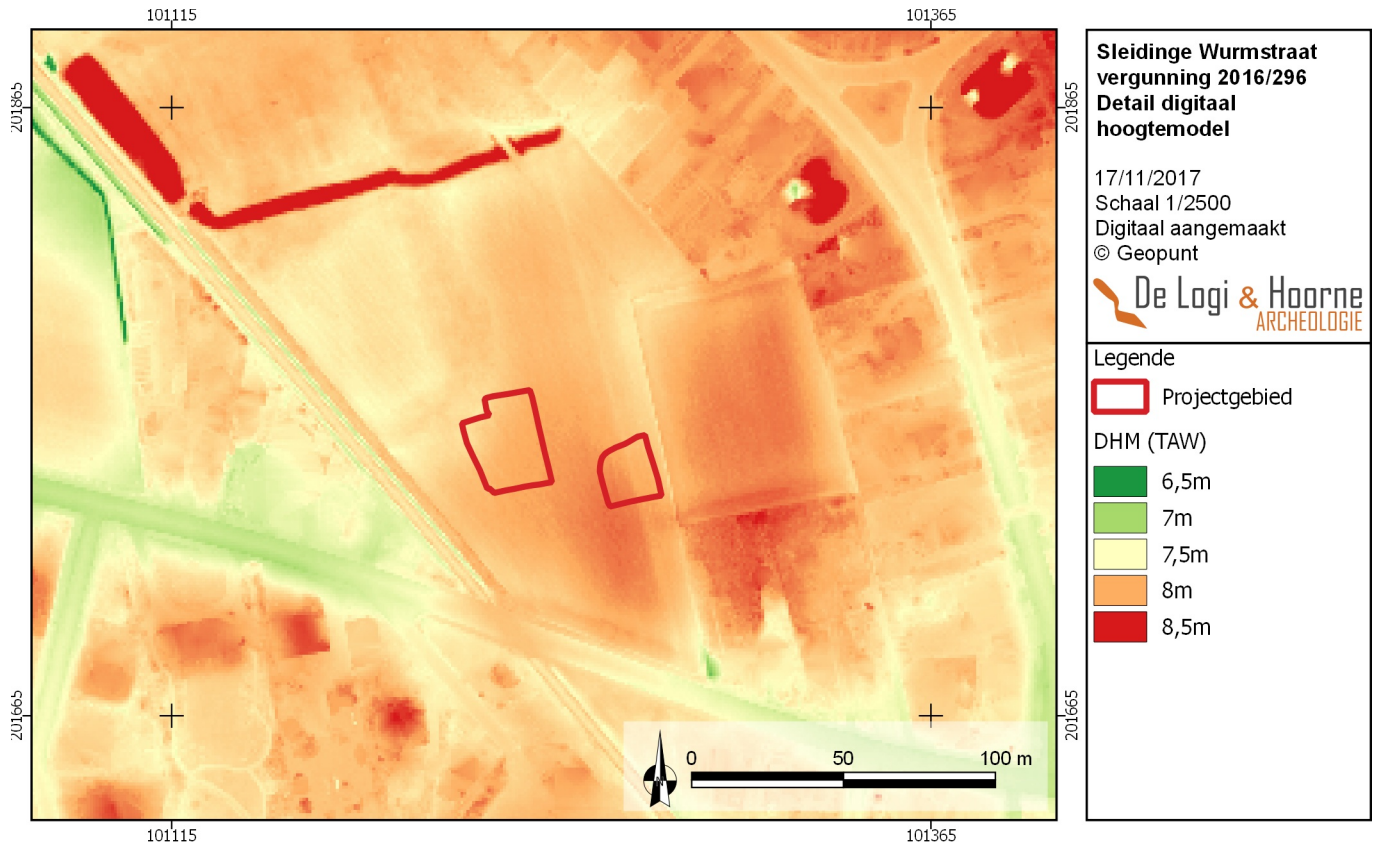 101115
101365
201865
201865
201665
201665
101115
101365
0
50
100 m
N
Sleidinge Wurmstraat
vergunning 2016/296
Detail digitaal
hoogtemodel
17/11/2017
Schaal 1/2500
Digitaal aangemaakt
© Geopunt
De Logi & Hoorne
ARCHEOLOGIE
Legende
Projectgebied
DHM (TAW)
6,5m
7m
7,5m
8m
8,5m